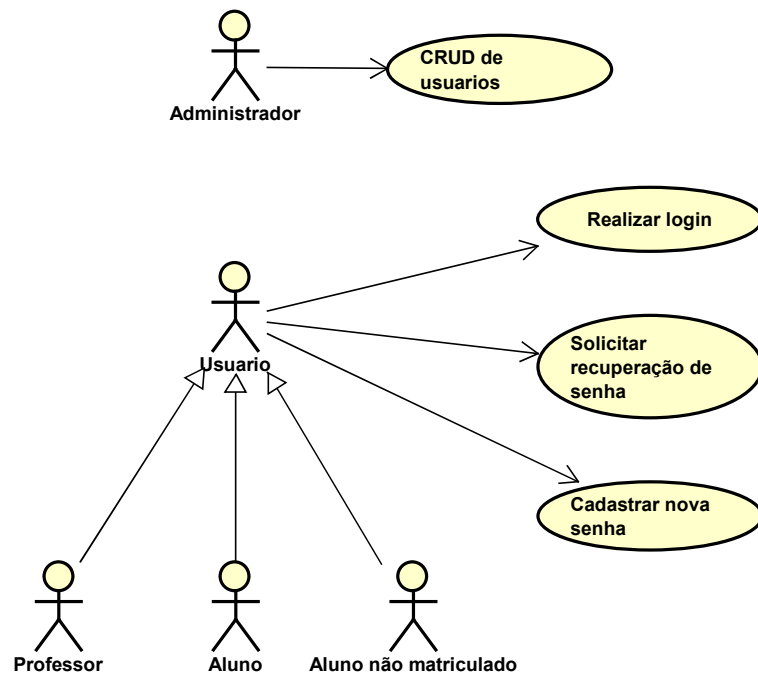 CRUD de
usuarios
Administrador
Realizar login
Usuario
Solicitar
recuperação de
senha
Cadastrar nova
senha
Professor
Aluno
Aluno não matriculado